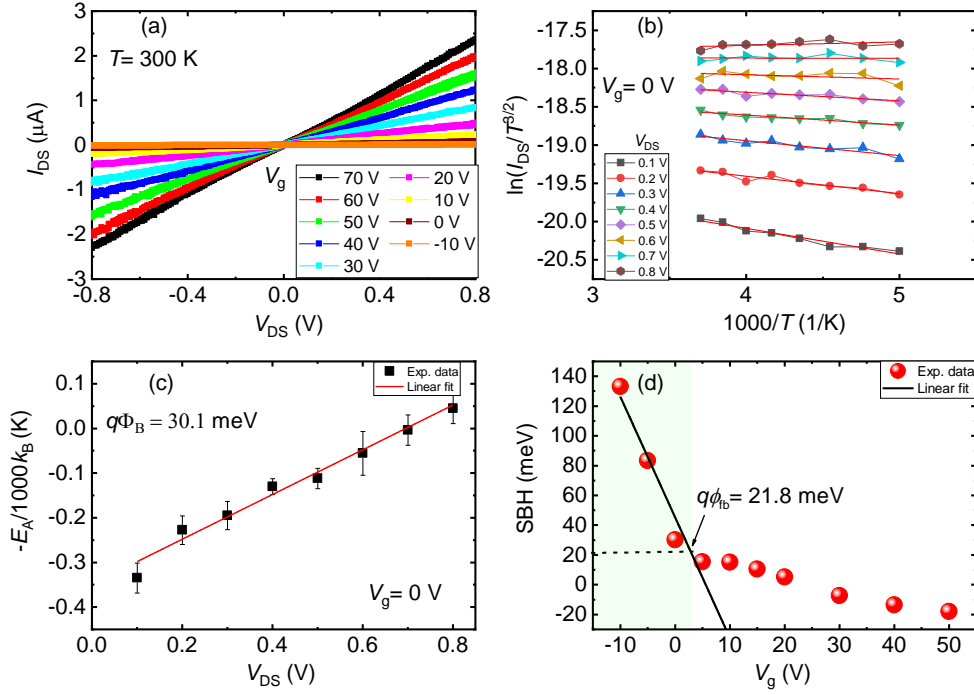 (a)
T= 300 K
3
2
1
0
-1
-2
-3
I_DS (μA)
V_g
70 V
60 V
50 V
40 V
30 V
20 V
10 V
0 V
-10 V
-0.8
-0.4
0.0
0.4
0.8
V_DS (V)
(b)
V_g= 0 V
-17.5
-18.0
-18.5
-19.0
-19.5
-20.0
-20.5
ln(I_DS/T^3/2)
V_DS
0.1 V
0.2 V
0.3 V
0.4 V
0.5 V
0.6 V
0.7 V
0.8 V
3
4
5
1000/T (1/K)
(c)
Exp. data
Linear fit
qΦ_B = 30.1 meV
0.1
0.0
-0.1
-0.2
-0.3
-0.4
-E_A/1000k_B (K)
V_g= 0 V
0.0
0.2
0.4
0.6
0.8
V_DS (V)
(d)
Exp. data
Linear fit
140
120
100
80
60
40
20
0
-20
SBH (meV)
qϕ_fb = 21.8 meV
-10
0
10
20
30
40
50
V_g (V)